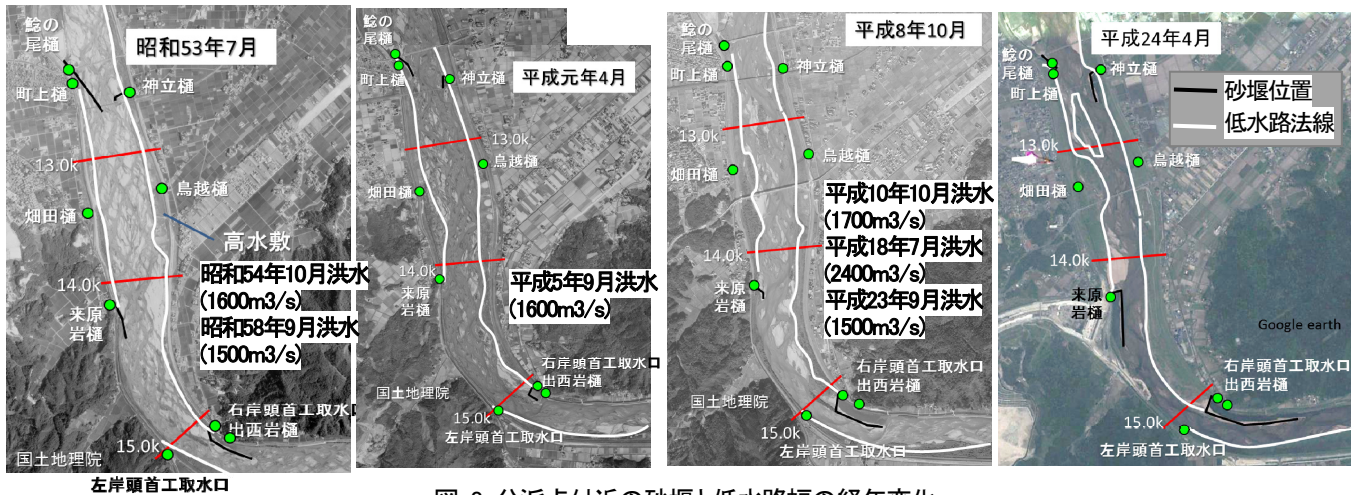 昭和53年7月
鯰の
尾樋
町上樋
神立樋
13.0k
鳥越樋
畑田樋
高水敷
14.0k
昭和54年10月洪水
(1600m3/s)
昭和58年9月洪水
(1500m3/s)
来原
岩樋
右岸頭首工取水口
出西岩樋
15.0k
国土地理院
左岸頭首工取水口
平成元年4月
鯰の
尾樋
町上樋
神立樋
13.0k
鳥越樋
畑田樋
14.0k
来原
岩樋
平成5年9月洪水
(1600m3/s)
右岸頭首工取水口
出西岩樋
国土地理院
15.0k
左岸頭首工取水口
平成8年10月
鯰の
尾樋
町上樋
神立樋
13.0k
鳥越樋
畑田樋
平成10年10月洪水
(1700m3/s)
平成18年7月洪水
(2400m3/s)
平成23年9月洪水
(1500m3/s)
14.0k
来原
岩樋
右岸頭首工取水口
出西岩樋
国土地理院
15.0k
左岸頭首工取水口
平成24年4月
鯰の
尾樋
町上樋
神立樋
砂堰位置
低水路法線
13.0k
鳥越樋
畑田樋
14.0k
来原
岩樋
Google earth
右岸頭首工取水口
出西岩樋
15.0k
左岸頭首工取水口